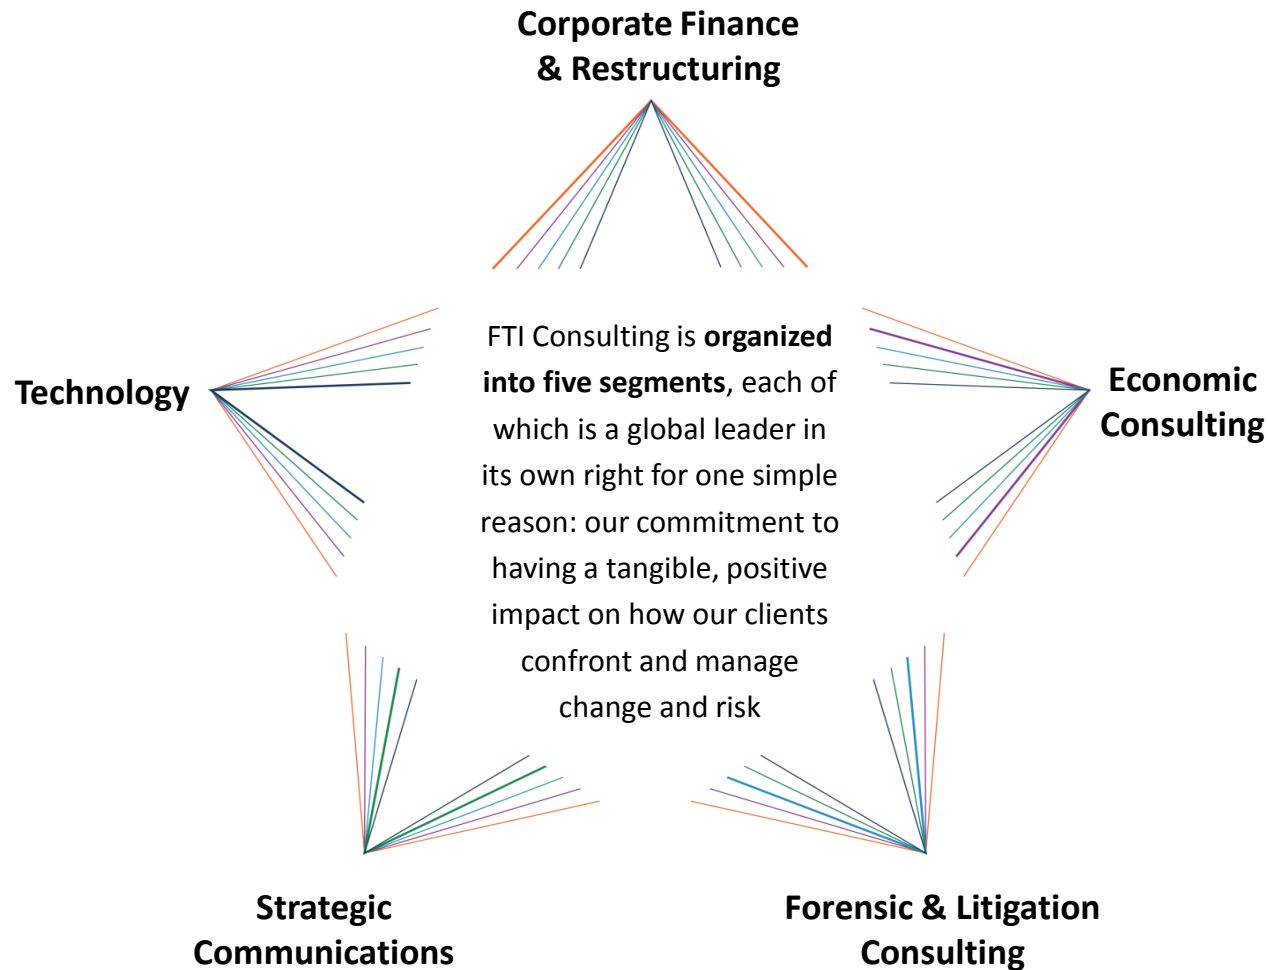 Corporate Finance
& Restructuring
FTI Consulting is organized
into five segments, each of
which is a global leader in
its own right for one simple
reason: our commitment to
having a tangible, positive
impact on how our clients
confront and manage
change and risk
Technology
Economic
Consulting
Strategic
Communications
Forensic & Litigation
Consulting